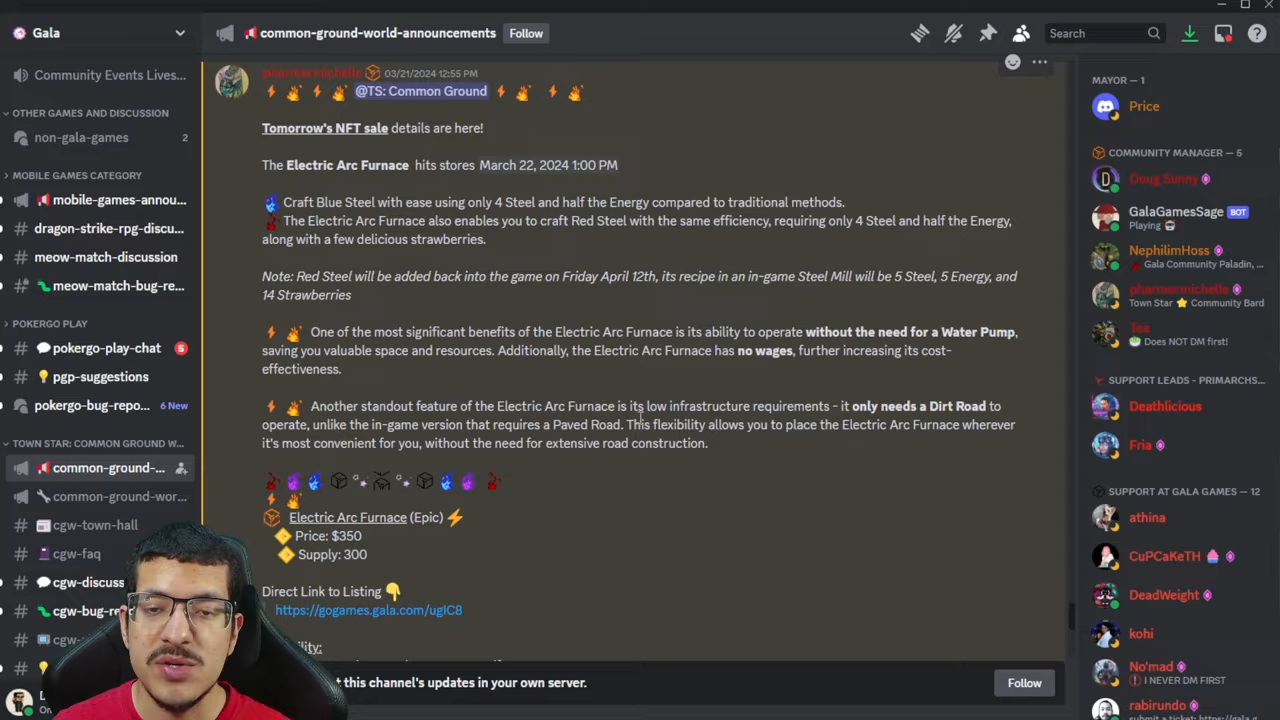 Gala
common-ground-world-announcements
Follow
Search
Community Events Lives...
OTHER GAMES AND DISCUSSION
non-gala-games
2
MOBILE GAMES CATEGORY
mobile-games-annou...
dragon-strike-rpg-discu...
meow-match-discussion
meow-match-bug-re...
POKERGO PLAY
pokergo-play-chat
5
pgp-suggestions
pokergo-bug-repo...
6 New
TOWN STAR: COMMON GROUND W...
common-ground-...
common-ground-wor...
cgw-town-hall
cgw-faq
cgw-discuss
cgw-bug-r
cgw-
pharmermichelle
03/21/2024 12:55 PM
@TS: Common Ground
Tomorrow's NFT sale details are here!
The Electric Arc Furnace hits stores March 22, 2024 1:00 PM
Craft Blue Steel with ease using only 4 Steel and half the Energy compared to traditional methods.
The Electric Arc Furnace also enables you to craft Red Steel with the same efficiency, requiring only 4 Steel and half the Energy,
along with a few delicious strawberries.
Note: Red Steel will be added back into the game on Friday April 12th, its recipe in an in-game Steel Mill will be 5 Steel, 5 Energy, and
14 Strawberries
One of the most significant benefits of the Electric Arc Furnace is its ability to operate without the need for a Water Pump,
saving you valuable space and resources. Additionally, the Electric Arc Furnace has no wages, further increasing its cost-
effectiveness.
Another standout feature of the Electric Arc Furnace is its low infrastructure requirements - it only needs a Dirt Road to
operate, unlike the in-game version that requires a Paved Road. This flexibility allows you to place the Electric Arc Furnace wherever
it's most convenient for you, without the need for extensive road construction.
Electric Arc Furnace (Epic)
Price: $350
Supply: 300
Direct Link to Listing
https://gogames.gala.com/ugIC8
ility:
t this channel's updates in your own server.
Follow
MAYOR — 1
Price
COMMUNITY MANAGER — 5
Doug Sunny
GalaGamesSage BOT
Playing
NephilimHoss
Gala Community Paladin, ...
pharmermichelle
Town Star ⭐ Community Bard
Tea
Does NOT DM first!
SUPPORT LEADS - PRIMARCHS...
Deathlicious
Fria
SUPPORT AT GALA GAMES — 12
athina
CuPCaKeTH
DeadWeight
kohi
No'mad
I NEVER DM FIRST
rabirundo
submit a ticket: https://gala.g...